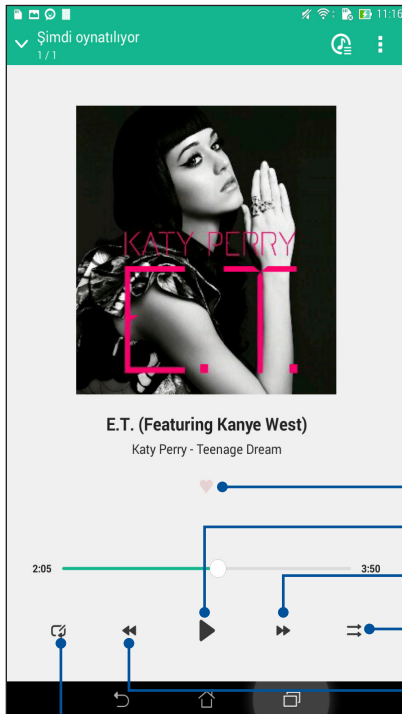 11:16
Şimdi oynatılıyor
1 / 1
KATY PERRY
E.T.
E.T. (Featuring Kanye West)
Katy Perry - Teenage Dream
2:05
3:50